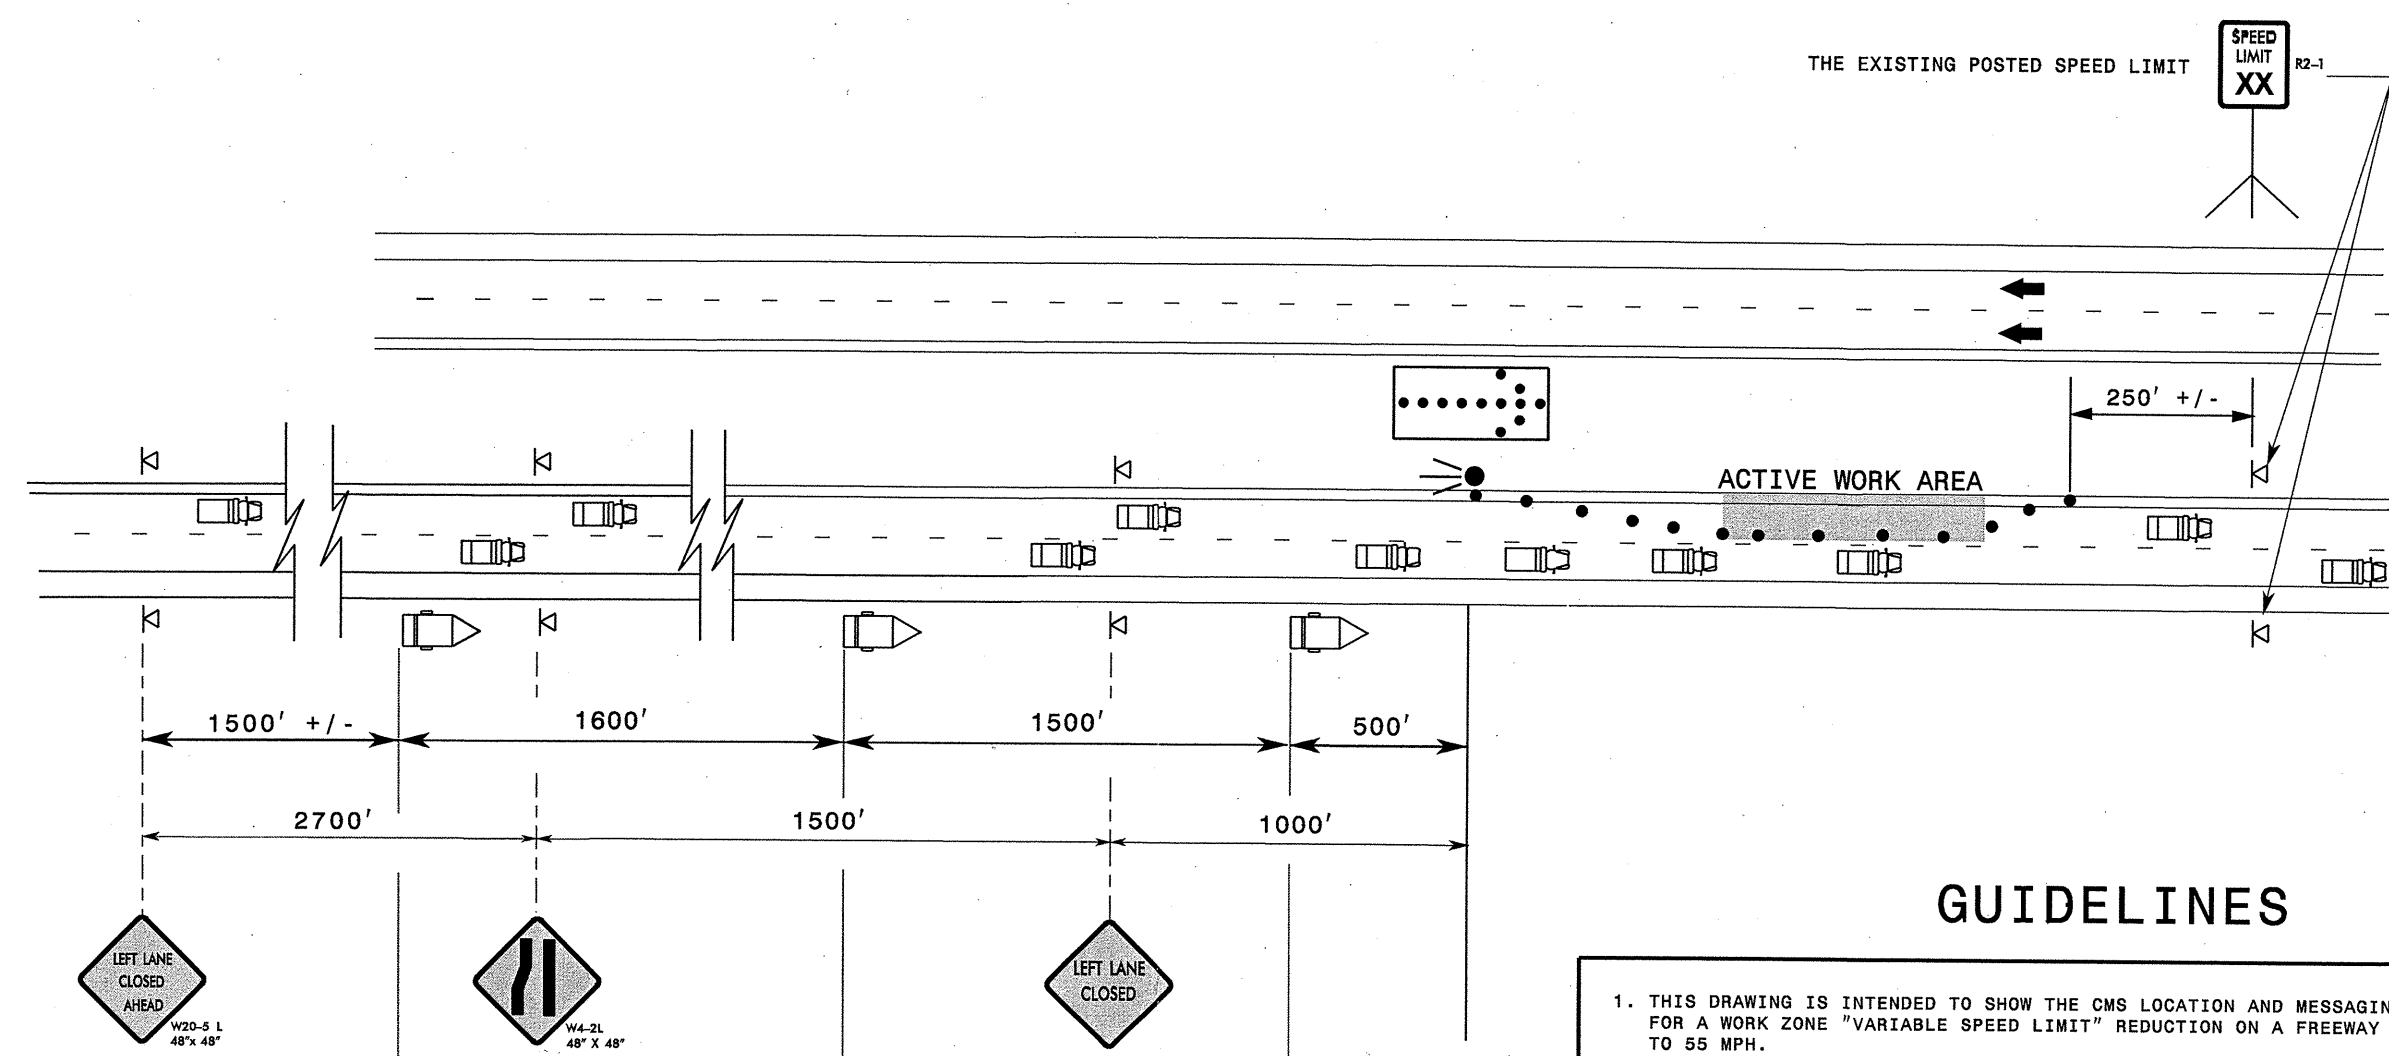 THE EXISTING POSTED SPEED LIMIT
SPEED
LIMIT
XX
R2-1
250' +/-
ACTIVE WORK AREA
1500' +/-
1600'
1500'
500'
2700'
1500'
1000'
LEFT LANE
CLOSED
AHEAD
W20-5 L
48"x 48"
W4-2L
48" X 48"
LEFT LANE
CLOSED
GUIDELINES
1. THIS DRAWING IS INTENDED TO SHOW THE CMS LOCATION AND MESSAGIN
FOR A WORK ZONE "VARIABLE SPEED LIMIT" REDUCTION ON A FREEWAY
TO 55 MPH.